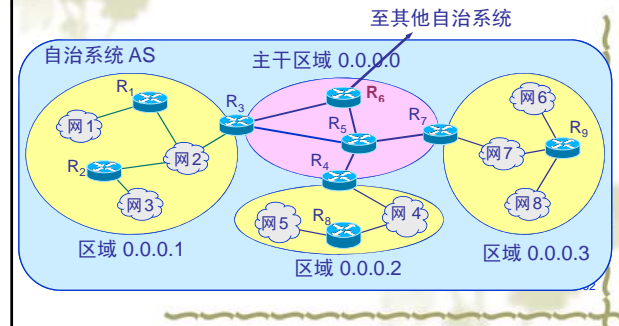 至其他自治系统
自治系统 AS
主干区域 0.0.0.0
R1
R3
R6
R7
网6
网1
R5
R9
R2
网2
网7
R4
网3
网8
网5
R8
网 4
区域 0.0.0.1
区域 0.0.0.2
区域 0.0.0.3